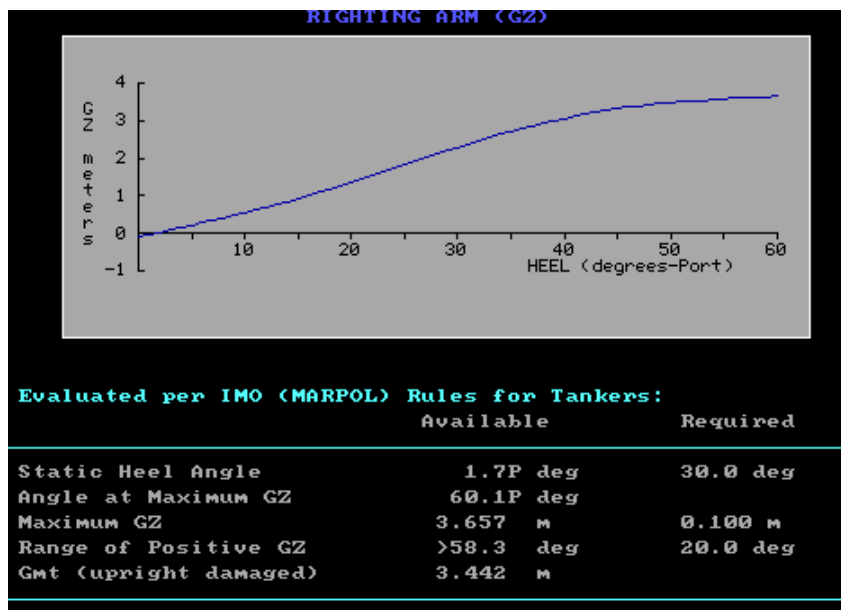 RIGHTING ARM (GZ)
GZ meters
4
3
2
1
0
-1
10 20 30 40 50 60
HEEL (degrees-Port)
Evaluated per IMO (MARPOL) Rules for Tankers:
Available Required
Static Heel Angle 1.7P deg 30.0 deg
Angle at Maximum GZ 60.1P deg
Maximum GZ 3.657 m 0.100 m
Range of Positive GZ >58.3 deg 20.0 deg
Gmt (upright damaged) 3.442 m